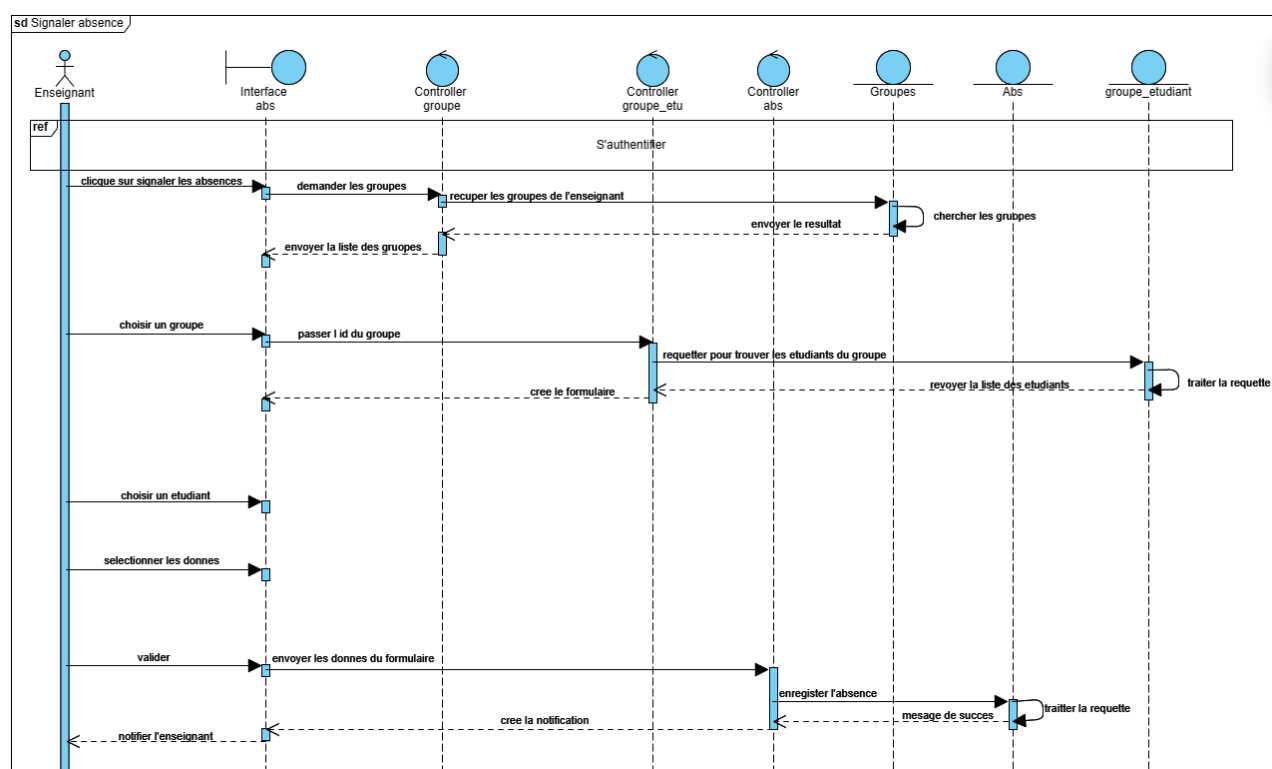 sd Signaler absence
Enseignant
Interface
abs
Controller
groupe
Controller
groupe_etu
Controller
abs
Groupes
Abs
groupe_etudiant
ref
S'authentifier
clicque sur signaler les absences
demander les groupes
recuper les groupes de l'enseignant
chercher les grubpes
envoyer le resultat
envoyer la liste des gruopes
choisir un groupe
passer l id du groupe
requetter pour trouver les etudiants du groupe
traiter la requette
revoyer la liste des etudiants
cree le formulaire
choisir un etudiant
selectionner les donnes
valider
envoyer les donnes du formulaire
enregister l'absence
traitter la requette
mesage de succes
cree la notification
notifier l'enseignant